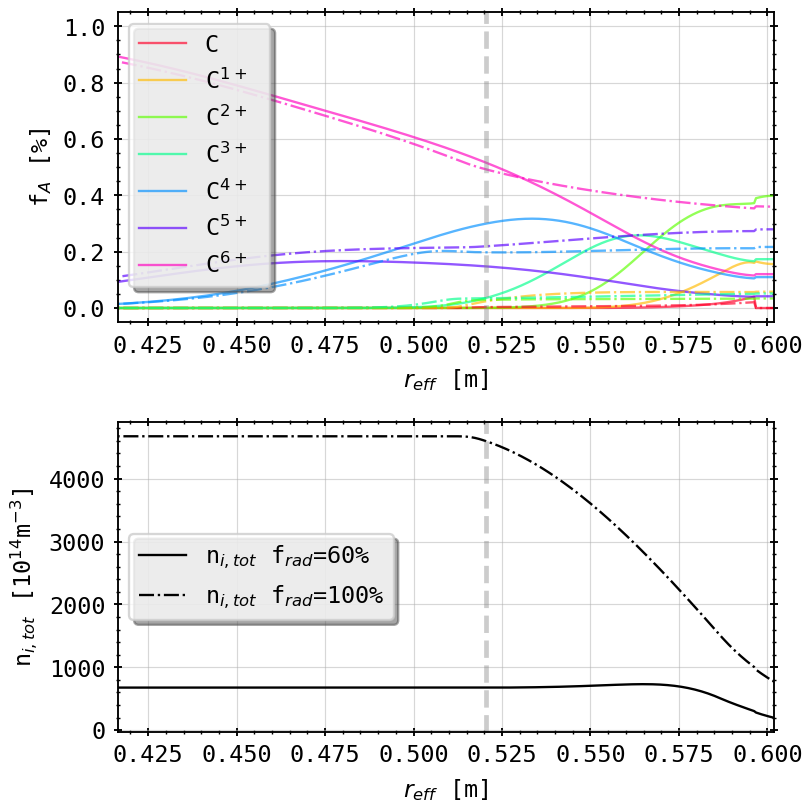 1.0
0.8
0.6
0.4
0.2
0.0
f_A [%]
C
C^1+
C^2+
C^3+
C^4+
C^5+
C^6+
0.425 0.450 0.475 0.500 0.525 0.550 0.575 0.600
r_eff [m]
4000
3000
2000
1000
0
n_i,tot [10^14 m^−3]
n_i,tot f_rad=60%
n_i,tot f_rad=100%
0.425 0.450 0.475 0.500 0.525 0.550 0.575 0.600
r_eff [m]